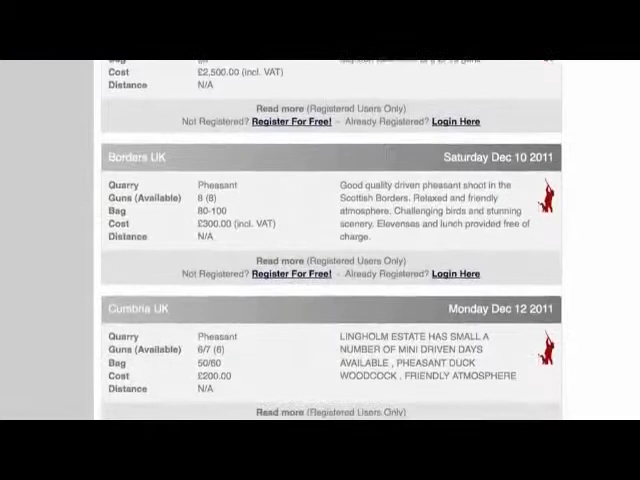 Cost £2,500.00 (incl. VAT)
Distance N/A
Read more (Registered Users Only)
Not Registered? Register For Free! - Already Registered? Login Here
Borders UK Saturday Dec 10 2011
Quarry Pheasant
Guns (Available) 8 (8)
Bag 80-100
Cost £300.00 (incl. VAT)
Distance N/A
Good quality driven pheasant shoot in the
Scottish Borders. Relaxed and friendly
atmosphere. Challenging birds and stunning
scenery. Elevenses and lunch provided free of
charge.
Read more (Registered Users Only)
Not Registered? Register For Free! - Already Registered? Login Here
Cumbria UK Monday Dec 12 2011
Quarry Pheasant
Guns (Available) 6/7 (6)
Bag 50/60
Cost £200.00
Distance N/A
LINGHOLM ESTATE HAS SMALL A
NUMBER OF MINI DRIVEN DAYS
AVAILABLE , PHEASANT DUCK
WOODCOCK , FRIENDLY ATMOSPHERE
Read more (Registered Users Only)